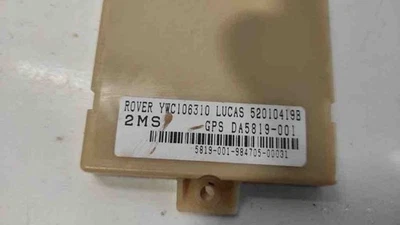 ROVER YWC106310 LUCAS 52010419B
2MS GPS DA5819-001
5819-001-984705-00031